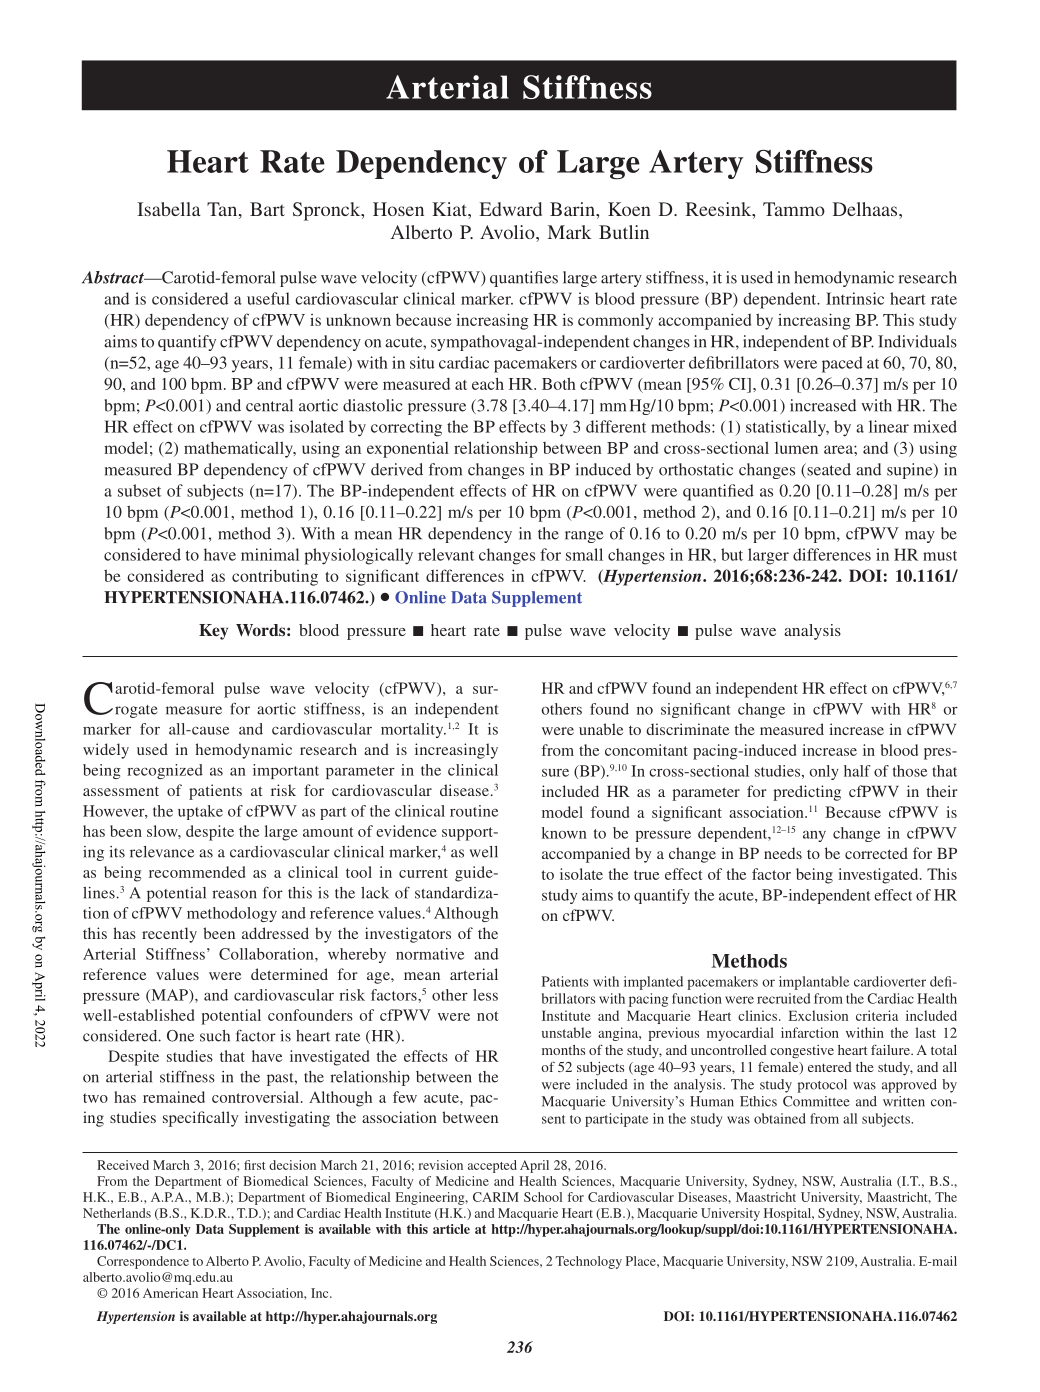 Arterial Stiffness
Heart Rate Dependency of Large Artery Stiffness
Isabella Tan, Bart Spronck, Hosen Kiat, Edward Barin, Koen D. Reesink, Tammo Delhaas,
Alberto P. Avolio, Mark Butlin
Abstract—Carotid-femoral pulse wave velocity (cfPWV) quantifies large artery stiffness, it is used in hemodynamic research
and is considered a useful cardiovascular clinical marker. cfPWV is blood pressure (BP) dependent. Intrinsic heart rate
(HR) dependency of cfPWV is unknown because increasing HR is commonly accompanied by increasing BP. This study
aims to quantify cfPWV dependency on acute, sympathovagal-independent changes in HR, independent of BP. Individuals
(n=52, age 40–93 years, 11 female) with in situ cardiac pacemakers or cardioverter defibrillators were paced at 60, 70, 80,
90, and 100 bpm. BP and cfPWV were measured at each HR. Both cfPWV (mean [95% CI], 0.31 [0.26–0.37] m/s per 10
bpm; P<0.001) and central aortic diastolic pressure (3.78 [3.40–4.17] mm Hg/10 bpm; P<0.001) increased with HR. The
HR effect on cfPWV was isolated by correcting the BP effects by 3 different methods: (1) statistically, by a linear mixed
model; (2) mathematically, using an exponential relationship between BP and cross-sectional lumen area; and (3) using
measured BP dependency of cfPWV derived from changes in BP induced by orthostatic changes (seated and supine) in
a subset of subjects (n=17). The BP-independent effects of HR on cfPWV were quantified as 0.20 [0.11–0.28] m/s per
10 bpm (P<0.001, method 1), 0.16 [0.11–0.22] m/s per 10 bpm (P<0.001, method 2), and 0.16 [0.11–0.21] m/s per 10
bpm (P<0.001, method 3). With a mean HR dependency in the range of 0.16 to 0.20 m/s per 10 bpm, cfPWV may be
considered to have minimal physiologically relevant changes for small changes in HR, but larger differences in HR must
be considered as contributing to significant differences in cfPWV. (Hypertension. 2016;68:236-242. DOI: 10.1161/
HYPERTENSIONAHA.116.07462.) ● Online Data Supplement
Key Words: blood pressure ■ heart rate ■ pulse wave velocity ■ pulse wave analysis
Carotid-femoral pulse wave velocity (cfPWV), a sur-
rogate measure for aortic stiffness, is an independent
marker for all-cause and cardiovascular mortality.1,2 It is
widely used in hemodynamic research and is increasingly
being recognized as an important parameter in the clinical
assessment of patients at risk for cardiovascular disease.3
However, the uptake of cfPWV as part of the clinical routine
has been slow, despite the large amount of evidence support-
ing its relevance as a cardiovascular clinical marker,4 as well
as being recommended as a clinical tool in current guide-
lines.3 A potential reason for this is the lack of standardiza-
tion of cfPWV methodology and reference values.4 Although
this has recently been addressed by the investigators of the
Arterial Stiffness' Collaboration, whereby normative and
reference values were determined for age, mean arterial
pressure (MAP), and cardiovascular risk factors,5 other less
well-established potential confounders of cfPWV were not
considered. One such factor is heart rate (HR).
Despite studies that have investigated the effects of HR
on arterial stiffness in the past, the relationship between the
two has remained controversial. Although a few acute, pac-
ing studies specifically investigating the association between
HR and cfPWV found an independent HR effect on cfPWV,6,7
others found no significant change in cfPWV with HR8 or
were unable to discriminate the measured increase in cfPWV
from the concomitant pacing-induced increase in blood pres-
sure (BP).9,10 In cross-sectional studies, only half of those that
included HR as a parameter for predicting cfPWV in their
model found a significant association.11 Because cfPWV is
known to be pressure dependent,12–15 any change in cfPWV
accompanied by a change in BP needs to be corrected for BP
to isolate the true effect of the factor being investigated. This
study aims to quantify the acute, BP-independent effect of HR
on cfPWV.
Methods
Patients with implanted pacemakers or implantable cardioverter defi-
brillators with pacing function were recruited from the Cardiac Health
Institute and Macquarie Heart clinics. Exclusion criteria included
unstable angina, previous myocardial infarction within the last 12
months of the study, and uncontrolled congestive heart failure. A total
of 52 subjects (age 40–93 years, 11 female) entered the study, and all
were included in the analysis. The study protocol was approved by
Macquarie University's Human Ethics Committee and written con-
sent to participate in the study was obtained from all subjects.
Received March 3, 2016; first decision March 21, 2016; revision accepted April 28, 2016.
From the Department of Biomedical Sciences, Faculty of Medicine and Health Sciences, Macquarie University, Sydney, NSW, Australia (I.T., B.S.,
H.K., E.B., A.P.A., M.B.); Department of Biomedical Engineering, CARIM School for Cardiovascular Diseases, Maastricht University, Maastricht, The
Netherlands (B.S., K.D.R., T.D.); and Cardiac Health Institute (H.K.) and Macquarie Heart (E.B.), Macquarie University Hospital, Sydney, NSW, Australia.
The online-only Data Supplement is available with this article at http://hyper.ahajournals.org/lookup/suppl/doi:10.1161/HYPERTENSIONAHA.
116.07462/-/DC1.
Correspondence to Alberto P. Avolio, Faculty of Medicine and Health Sciences, 2 Technology Place, Macquarie University, NSW 2109, Australia. E-mail
alberto.avolio@mq.edu.au
© 2016 American Heart Association, Inc.
Hypertension is available at http://hyper.ahajournals.org
DOI: 10.1161/HYPERTENSIONAHA.116.07462
236
Downloaded from http://ahajournals.org by on April 4, 2022